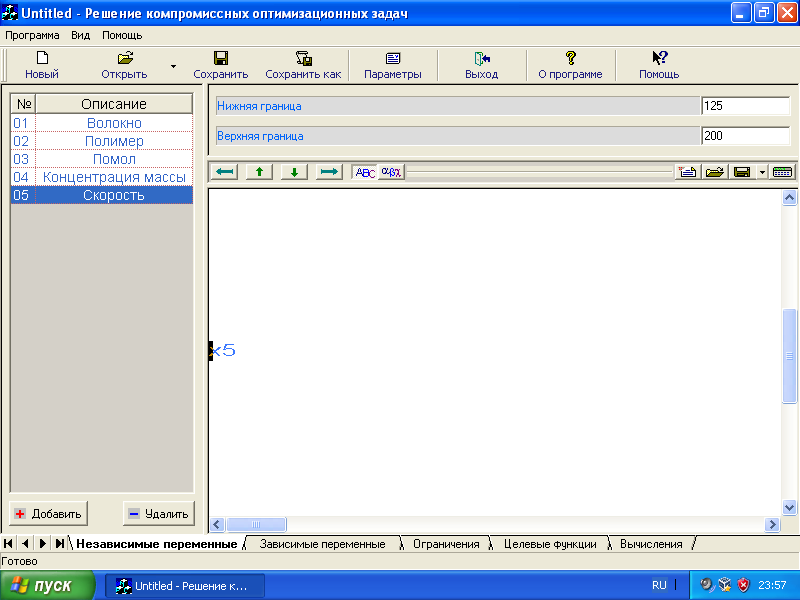 Untitled - Решение компромиссных оптимизационных задач
Программа Вид Помощь
Новый Открыть Сохранить Сохранить как Параметры Выход О программе Помощь
№ Описание
01 Волокно
02 Полимер
03 Помол
04 Концентрация массы
05 Скорость
Нижняя граница 125
Верхняя граница 200
ABC αβχ
x5
Добавить Удалить
Независимые переменные Зависимые переменные Ограничения Целевые функции Вычисления
Готово
пуск Untitled - Решение к... RU 23:57